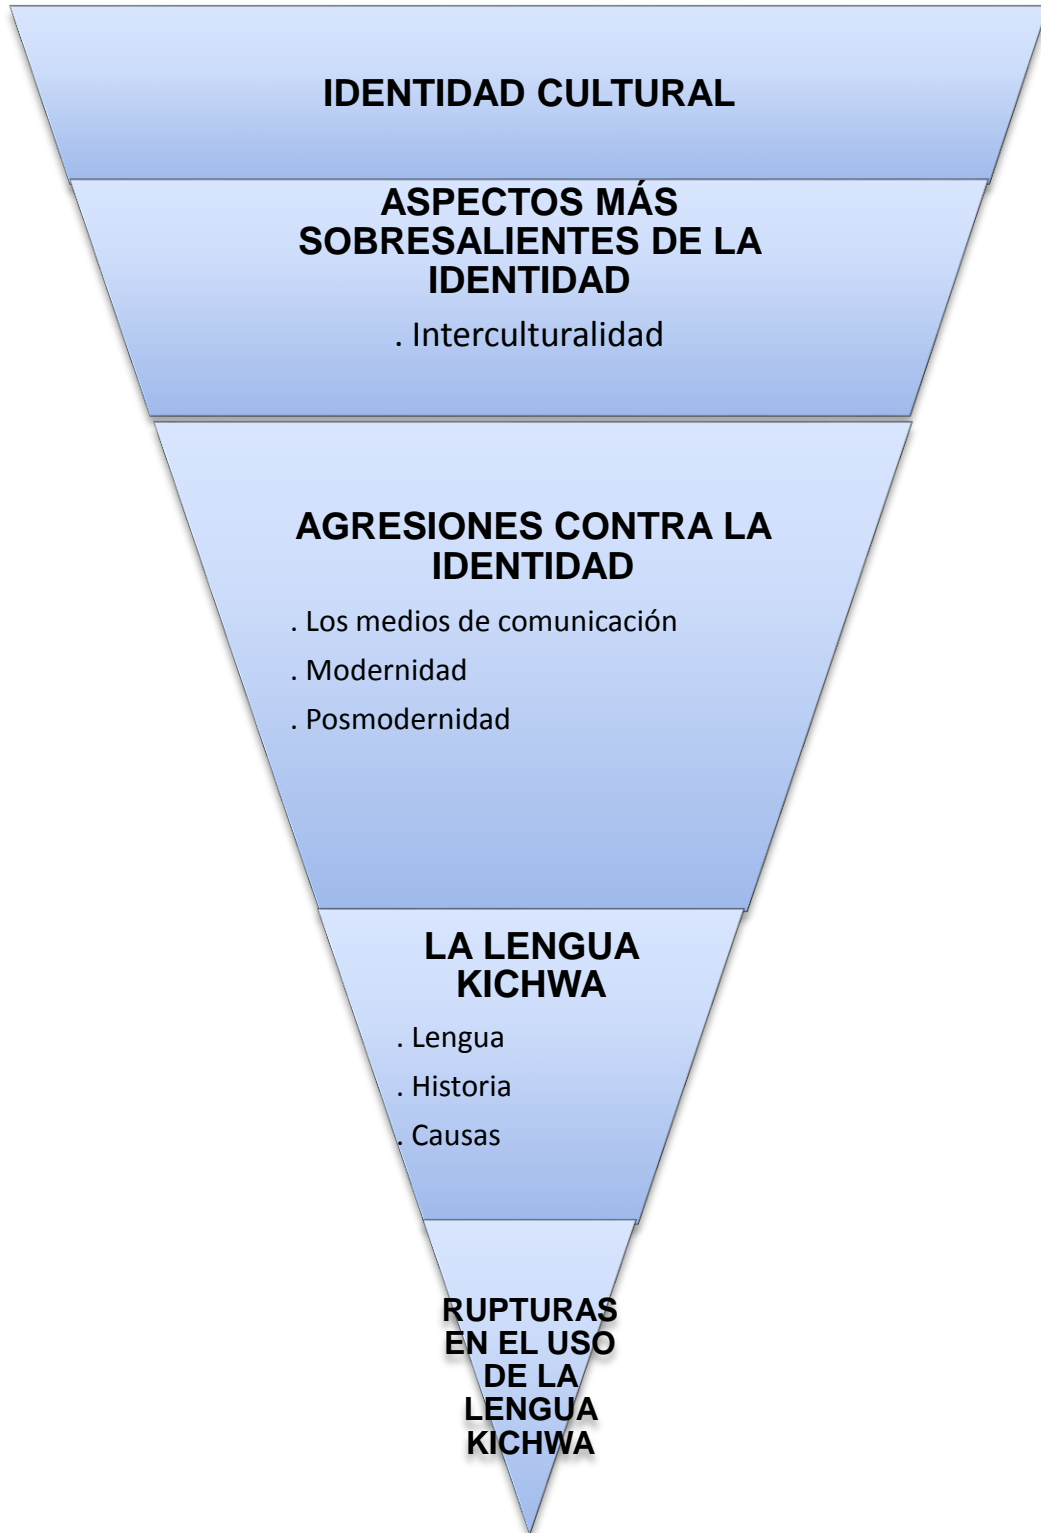 IDENTIDAD CULTURAL
ASPECTOS MÁS
SOBRESALIENTES DE LA
IDENTIDAD
. Interculturalidad
AGRESIONES CONTRA LA
IDENTIDAD
. Los medios de comunicación
. Modernidad
. Posmodernidad
LA LENGUA
KICHWA
. Lengua
. Historia
. Causas
RUPTURAS
EN EL USO
DE LA
LENGUA
KICHWA